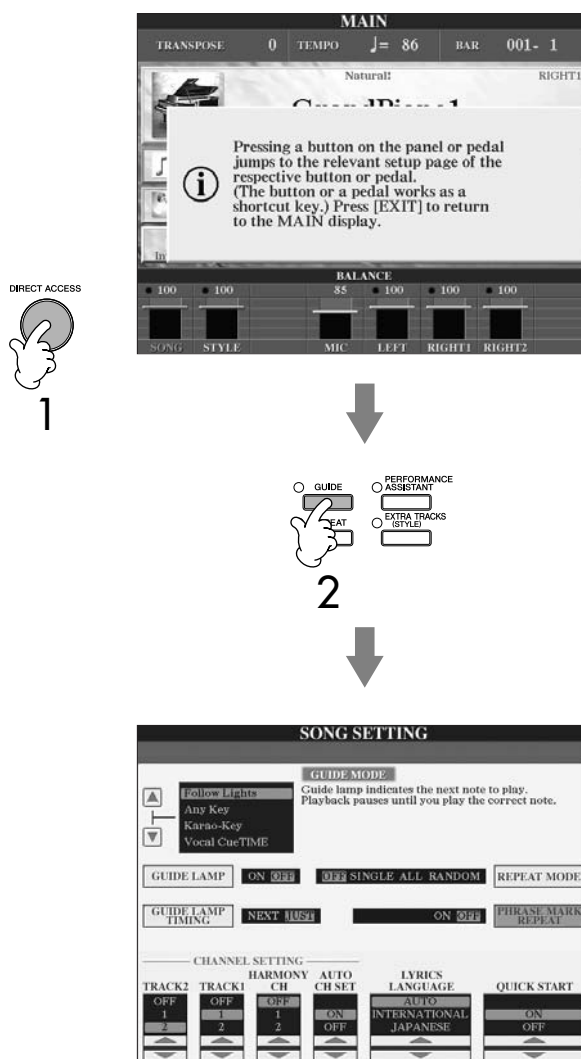 MAIN
TRANSPOSE 0 TEMPO ♩= 86 BAR 001- 1
Natural! RIGHT1
GrandPiano1
Pressing a button on the panel or pedal
jumps to the relevant setup page of the
respective button or pedal.
(The button or a pedal works as a
shortcut key.) Press [EXIT] to return
to the MAIN display.
BALANCE
100 100 85 100 100 100
SONG STYLE MIC LEFT RIGHT1 RIGHT2
DIRECT ACCESS
1
GUIDE PERFORMANCE
ASSISTANT
EXTRA TRACKS
(STYLE)
2
SONG SETTING
GUIDE MODE
Follow Lights
Any Key
Karao-Key
Vocal CueTIME
Guide lamp indicates the next note to play.
Playback pauses until you play the correct note.
GUIDE LAMP ON OFF OFF SINGLE ALL RANDOM REPEAT MODE
GUIDE LAMP
TIMING NEXT JUST ON OFF PHRASE MARK
REPEAT
CHANNEL SETTING
TRACK2 TRACK1 HARMONY
CH AUTO
CH SET LYRICS
LANGUAGE QUICK START
OFF OFF OFF AUTO
1 1 1 ON INTERNATIONAL ON
2 2 2 OFF JAPANESE OFF